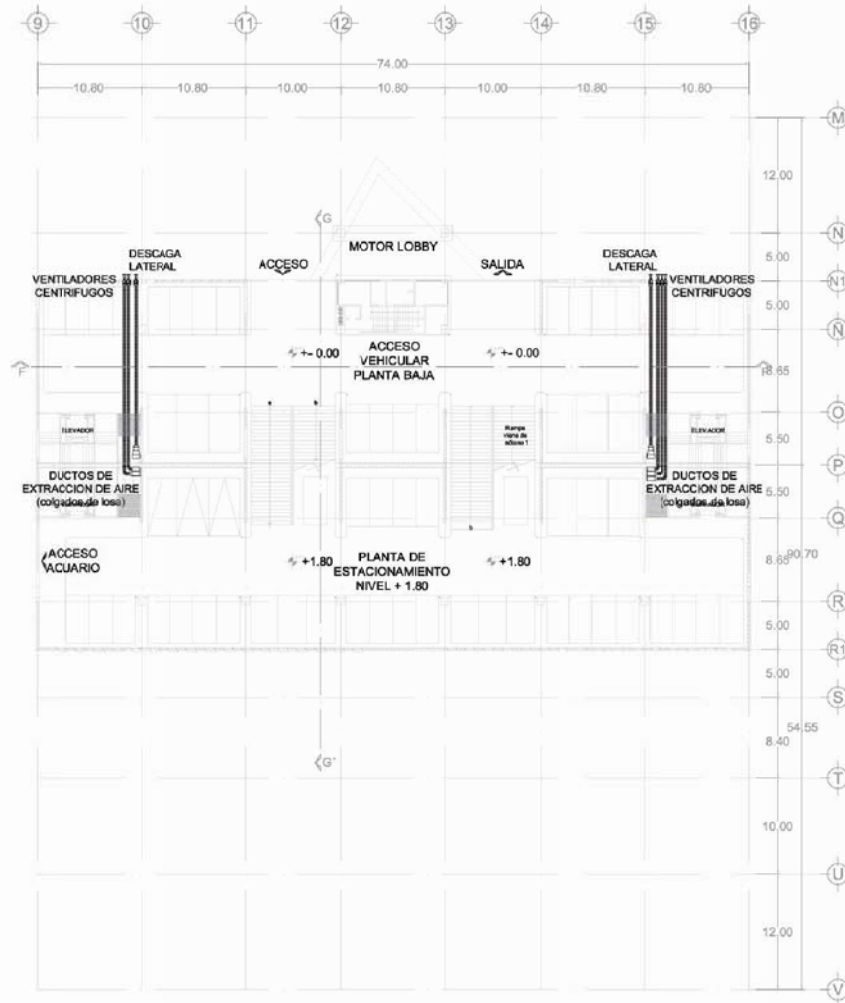 9 10 11 12 13 14 15 16
74.00
10.80 10.80 10.00 10.80 10.00 10.80 10.80
M
12.00
N
G
MOTOR LOBBY
5.00
DESCAGA
LATERAL
ACCESO
SALIDA
DESCAGA
LATERAL
VENTILADORES
CENTRIFUGOS
VENTILADORES
CENTRIFUGOS
N1
5.00
Ñ
ACCESO
VEHICULAR
PLANTA BAJA
+- 0.00
+- 0.00
F
8.65
O
ELEVADOR
Rampa
viene de
sótano 1
ELEVADOR
5.50
P
DUCTOS DE
EXTRACCION DE AIRE
(colgados de losa)
DUCTOS DE
EXTRACCION DE AIRE
(colgados de losa)
5.50
Q
ACCESO
ACUARIO
+1.80
PLANTA DE
ESTACIONAMIENTO
NIVEL + 1.80
+1.80
8.65
90.70
R
5.00
R1
5.00
S
54.55
8.40
G'
T
10.00
U
12.00
V